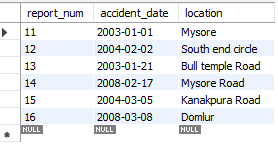 report_num accident_date location
11 2003-01-01 Mysore
12 2004-02-02 South end circle
13 2003-01-21 Bull temple Road
14 2008-02-17 Mysore Road
15 2004-03-05 Kanakpura Road
16 2008-03-08 Domlur
NULL NULL NULL